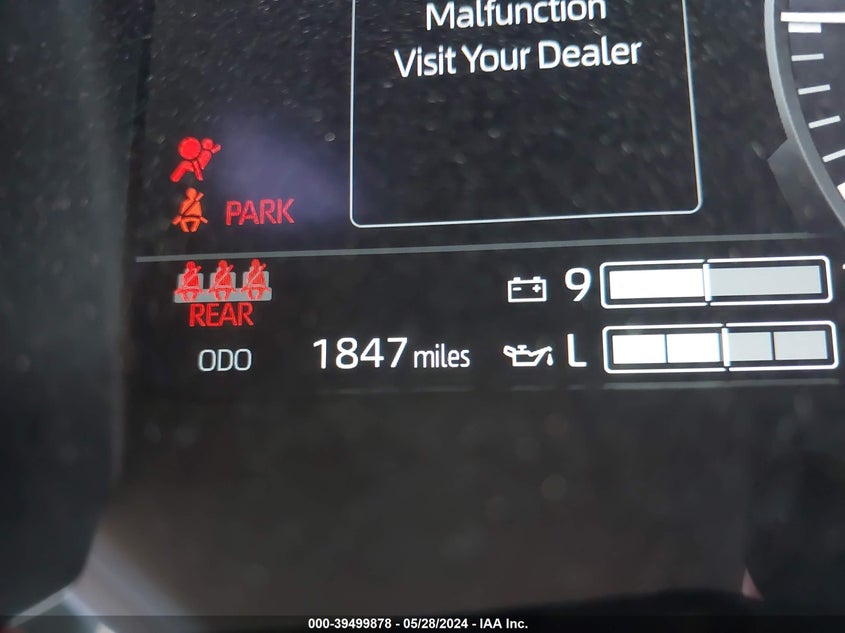 Malfunction
Visit Your Dealer
PARK
REAR
9
ODO 1847 miles L
000-39499878 - 05/28/2024 - IAA Inc.